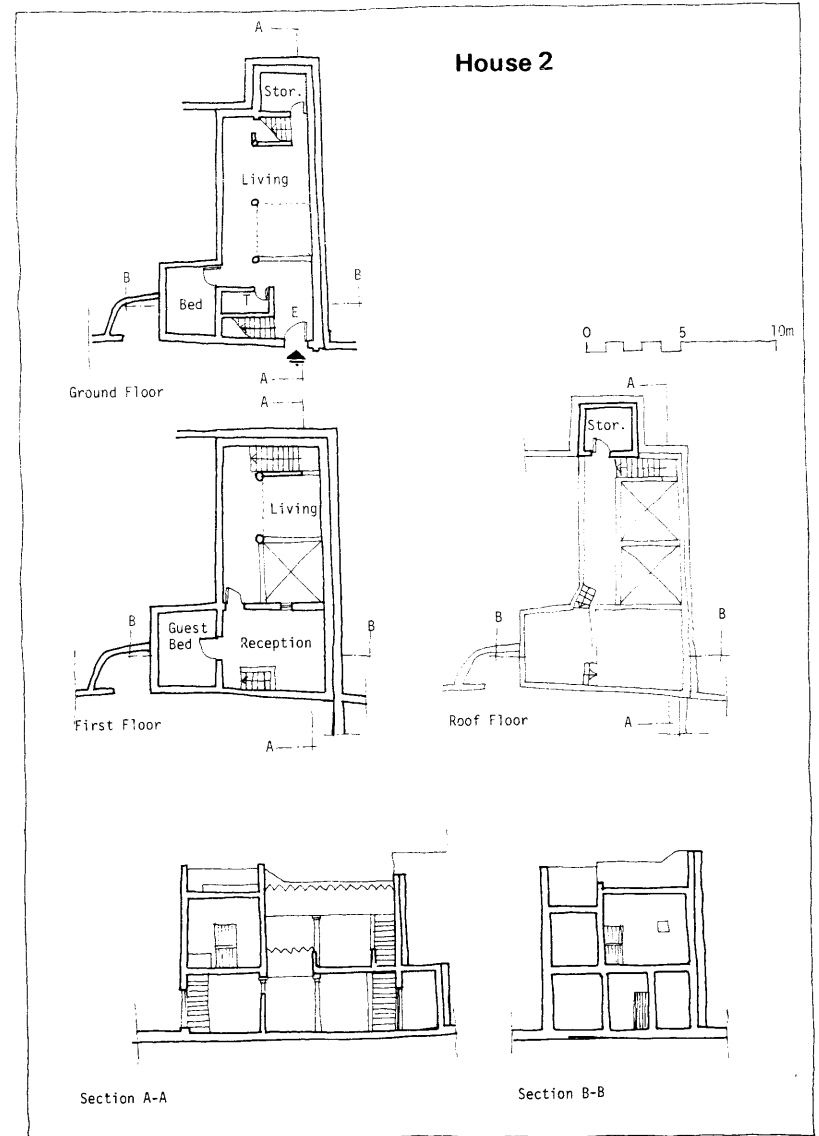 House 2
A
Stor.
Living
B
B
Bed
T
E
A
Ground Floor
0 5 10m
A
Living
B
B
Guest
Bed
Reception
A
First Floor
A
Stor.
B
B
A
Roof Floor
Section A-A
Section B-B